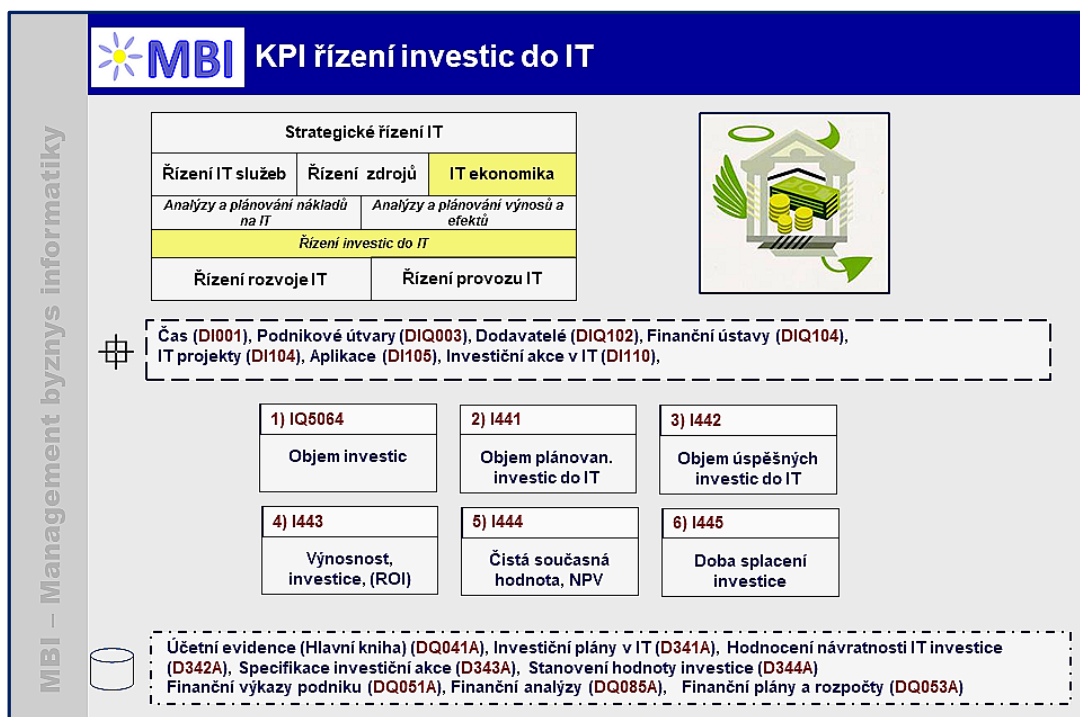 MBI
KPI řízení investic do IT
MBI – Management byznys informatiky
Strategické řízení IT
Řízení IT služeb
Řízení zdrojů
IT ekonomika
Analýzy a plánování nákladů
na IT
Analýzy a plánování výnosů a
efektů
Řízení investic do IT
Řízení rozvoje IT
Řízení provozu IT
Čas (DI001), Podnikové útvary (DIQ003), Dodavatelé (DIQ102), Finanční ústavy (DIQ104),
IT projekty (DI104), Aplikace (DI105), Investiční akce v IT (DI110),
1) IQ5064
Objem investic
2) I441
Objem plánovan.
investic do IT
3) I442
Objem úspěšných
investic do IT
4) I443
Výnosnost,
investice, (ROI)
5) I444
Čistá současná
hodnota, NPV
6) I445
Doba splacení
investice
Účetní evidence (Hlavní kniha) (DQ041A), Investiční plány v IT (D341A), Hodnocení návratnosti IT investice
(D342A), Specifikace investiční akce (D343A), Stanovení hodnoty investice (D344A)
Finanční výkazy podniku (DQ051A), Finanční analýzy (DQ085A), Finanční plány a rozpočty (DQ053A)